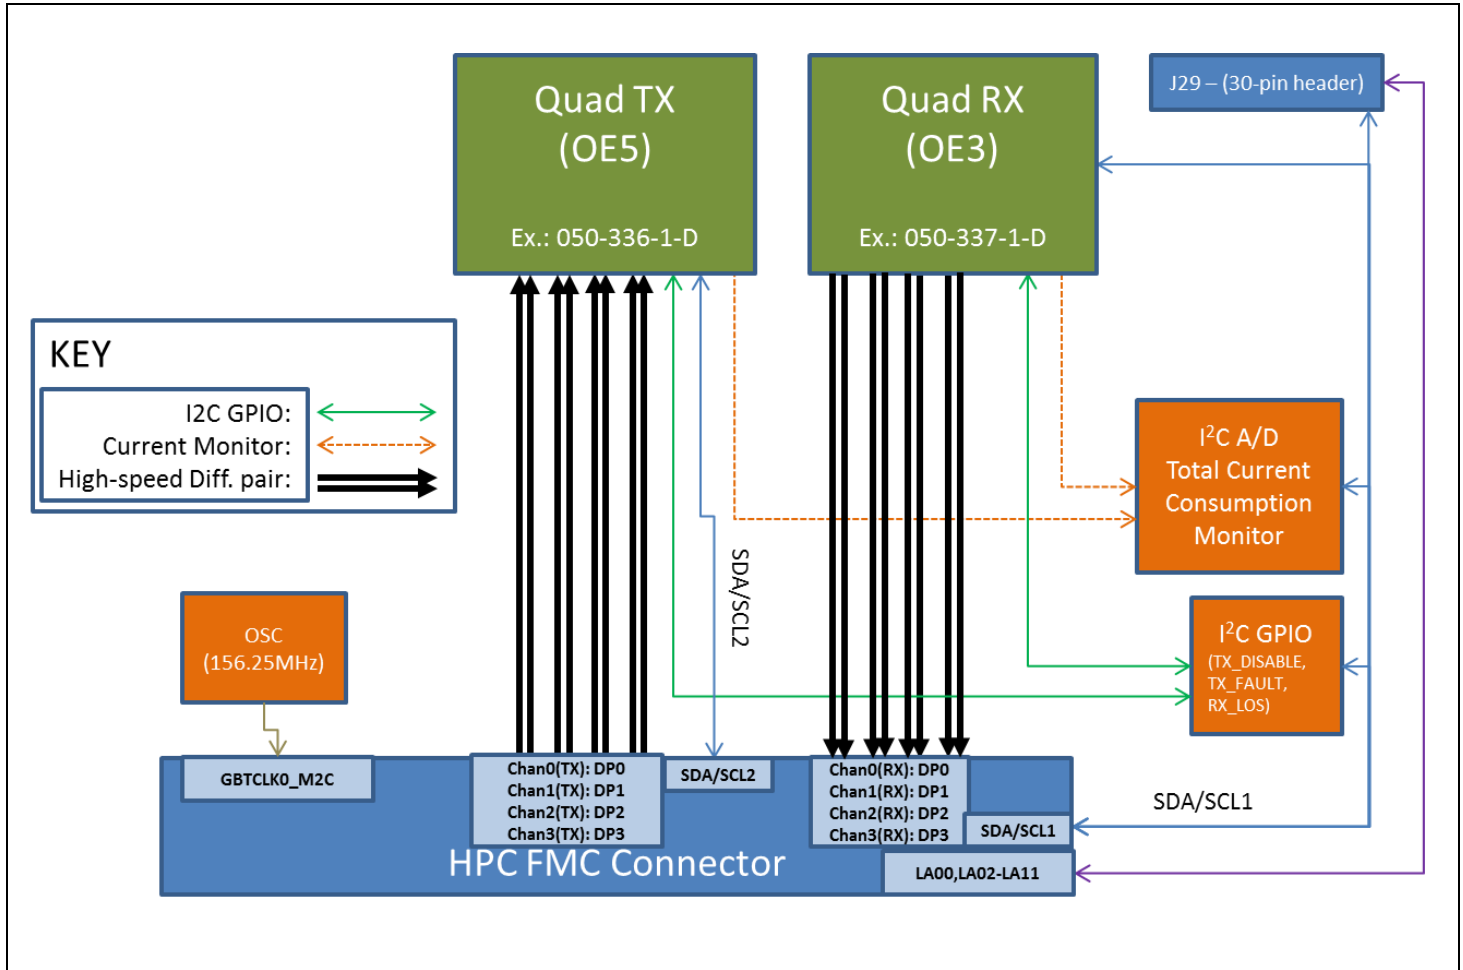 Quad TX
(OE5)
Ex.: 050-336-1-D
Quad RX
(OE3)
Ex.: 050-337-1-D
J29 – (30-pin header)
KEY
I2C GPIO:
Current Monitor:
High-speed Diff. pair:
I²C A/D
Total Current
Consumption
Monitor
SDA/SCL2
OSC
(156.25MHz)
I²C GPIO
(TX_DISABLE,
TX_FAULT,
RX_LOS)
GBTCLK0_M2C
Chan0(TX): DP0
Chan1(TX): DP1
Chan2(TX): DP2
Chan3(TX): DP3
SDA/SCL2
Chan0(RX): DP0
Chan1(RX): DP1
Chan2(RX): DP2
Chan3(RX): DP3
SDA/SCL1
SDA/SCL1
HPC FMC Connector
LA00,LA02-LA11